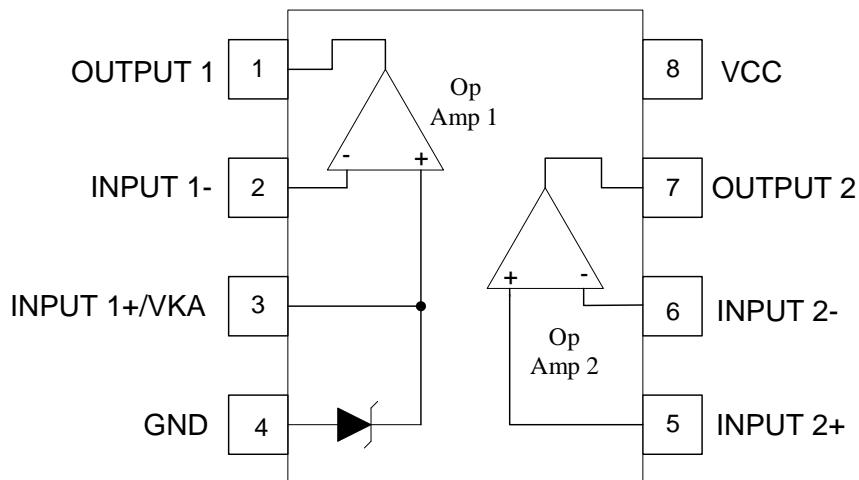 OUTPUT 1
1
8
VCC
Op
Amp 1
-
+
INPUT 1-
2
7
OUTPUT 2
+
-
INPUT 1+/VKA
3
6
INPUT 2-
Op
Amp 2
GND
4
5
INPUT 2+